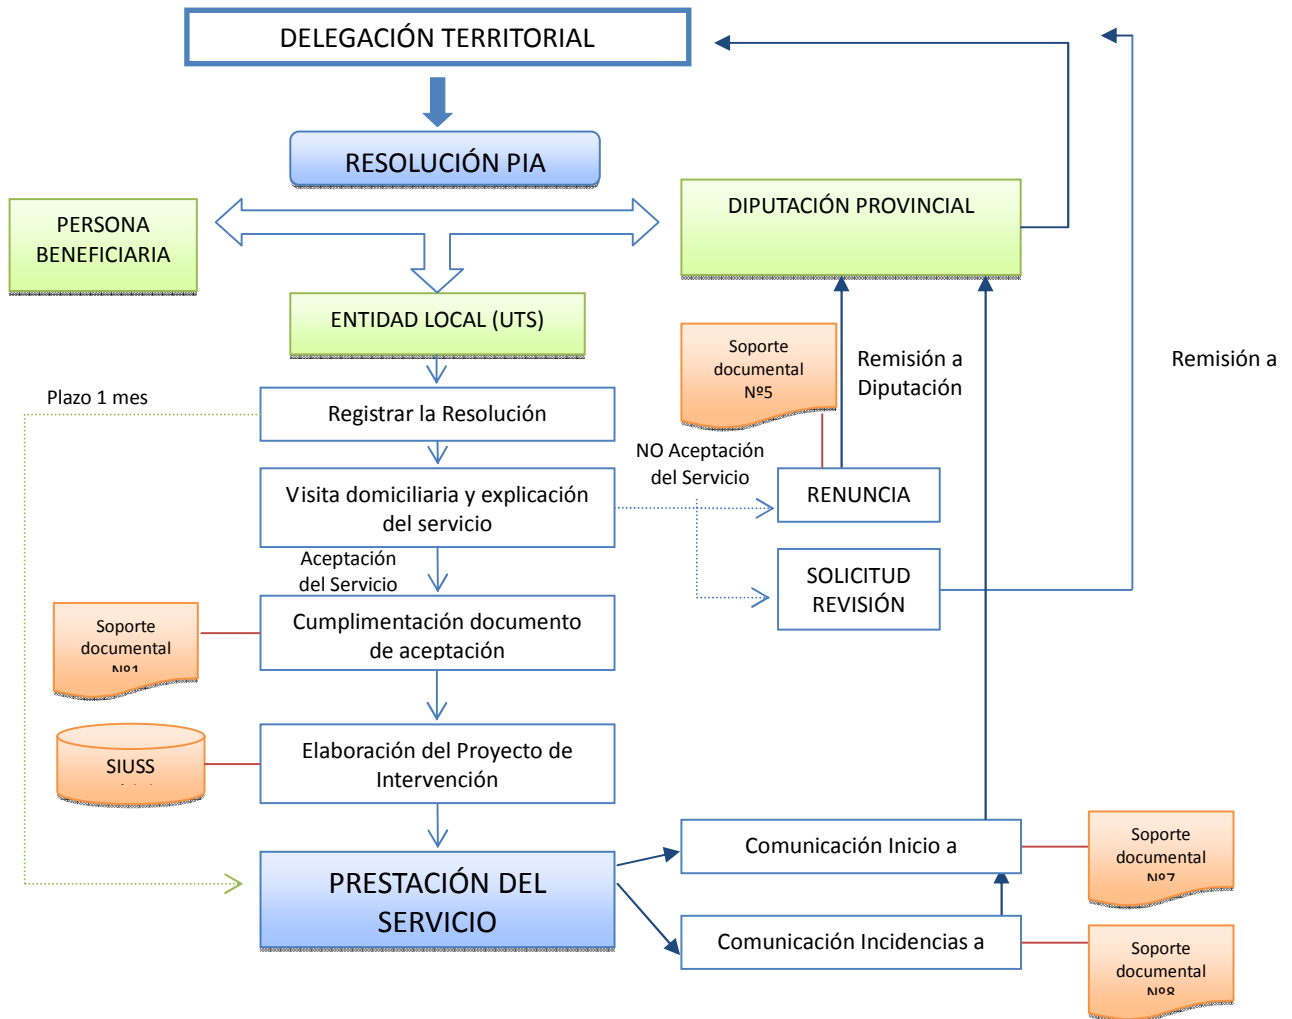 DELEGACIÓN TERRITORIAL
RESOLUCIÓN PIA
PERSONA
BENEFICIARIA
DIPUTACIÓN PROVINCIAL
ENTIDAD LOCAL (UTS)
Soporte
documental
Nº5
Remisión a
Diputación
Remisión a
Plazo 1 mes
Registrar la Resolución
NO Aceptación
del Servicio
Visita domiciliaria y explicación
del servicio
RENUNCIA
Aceptación
del Servicio
SOLICITUD
REVISIÓN
Soporte
documental
Nº1
Cumplimentación documento
de aceptación
SIUSS
Elaboración del Proyecto de
Intervención
PRESTACIÓN DEL
SERVICIO
Comunicación Inicio a
Soporte
documental
Nº7
Comunicación Incidencias a
Soporte
documental
Nº8